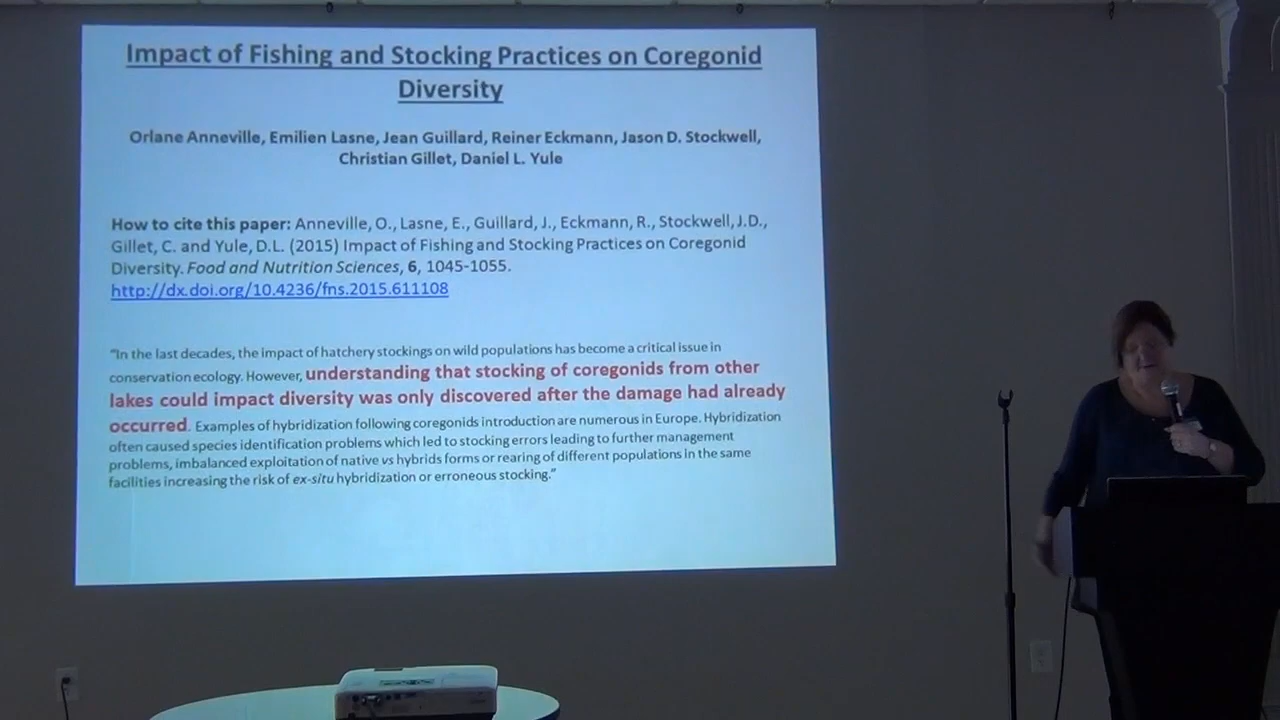 Impact of Fishing and Stocking Practices on Coregonid
Diversity
Orlane Anneville, Emilien Lasne, Jean Guillard, Reiner Eckmann, Jason D. Stockwell,
Christian Gillet, Daniel L. Yule
How to cite this paper: Anneville, O., Lasne, E., Guillard, J., Eckmann, R., Stockwell, J.D.,
Gillet, C. and Yule, D.L. (2015) Impact of Fishing and Stocking Practices on Coregonid
Diversity. Food and Nutrition Sciences, 6, 1045-1055.
http://dx.doi.org/10.4236/fns.2015.611108
“In the last decades, the impact of hatchery stockings on wild populations has become a critical issue in
conservation ecology. However, understanding that stocking of coregonids from other
lakes could impact diversity was only discovered after the damage had already
occurred. Examples of hybridization following coregonids introduction are numerous in Europe. Hybridization
often caused species identification problems which led to stocking errors leading to further management
problems, imbalanced exploitation of native vs hybrids forms or rearing of different populations in the same
facilities increasing the risk of ex-situ hybridization or erroneous stocking.”